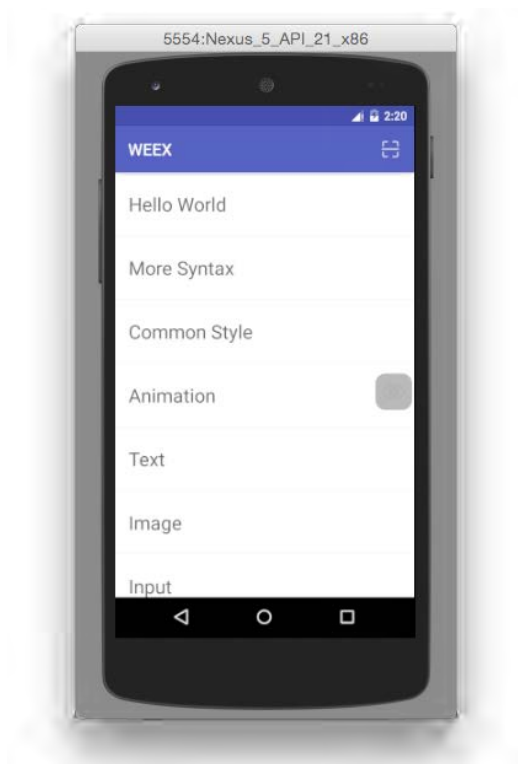 5554:Nexus_5_API_21_x86
2:20
WEEX
Hello World
More Syntax
Common Style
Animation
Text
Image
Input